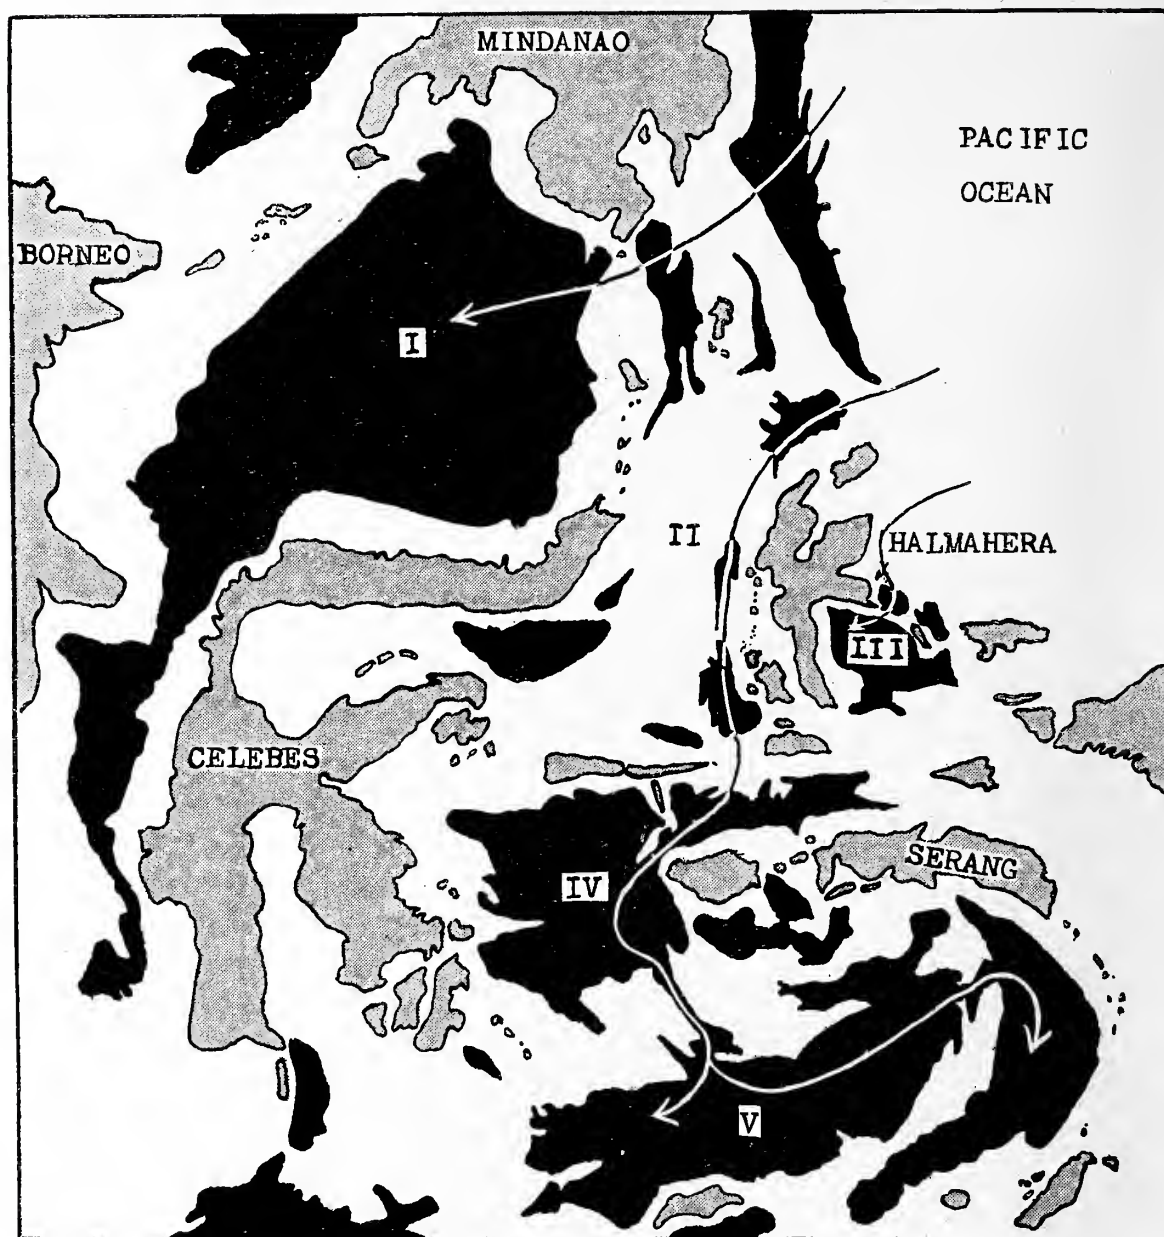 MINDANAO
PACIFIC
OCEAN
BORNEO
I
II
HALMAHERA
III
CELEBES
SERANG
IV
V